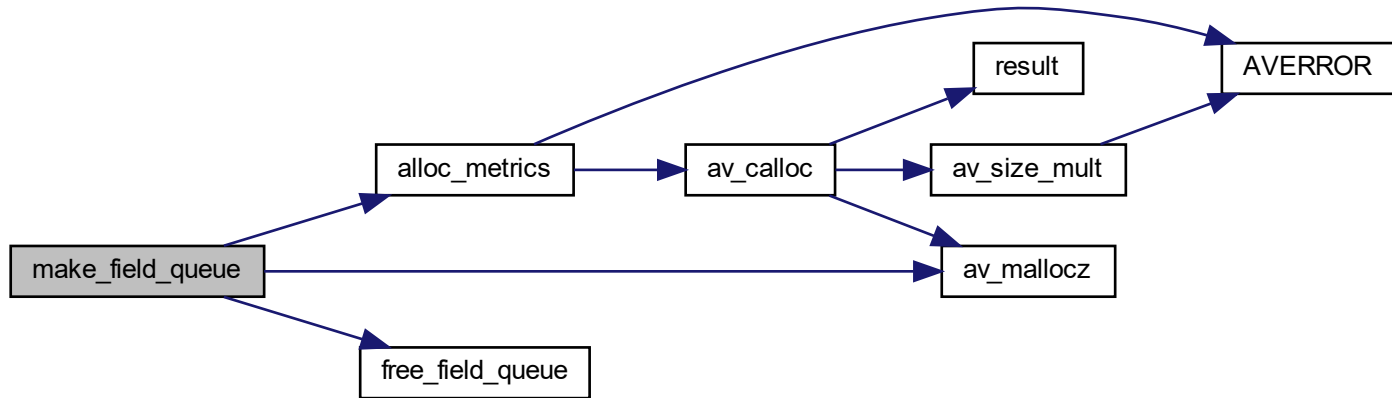 result
AVERROR
alloc_metrics
av_calloc
av_size_mult
make_field_queue
av_mallocz
free_field_queue